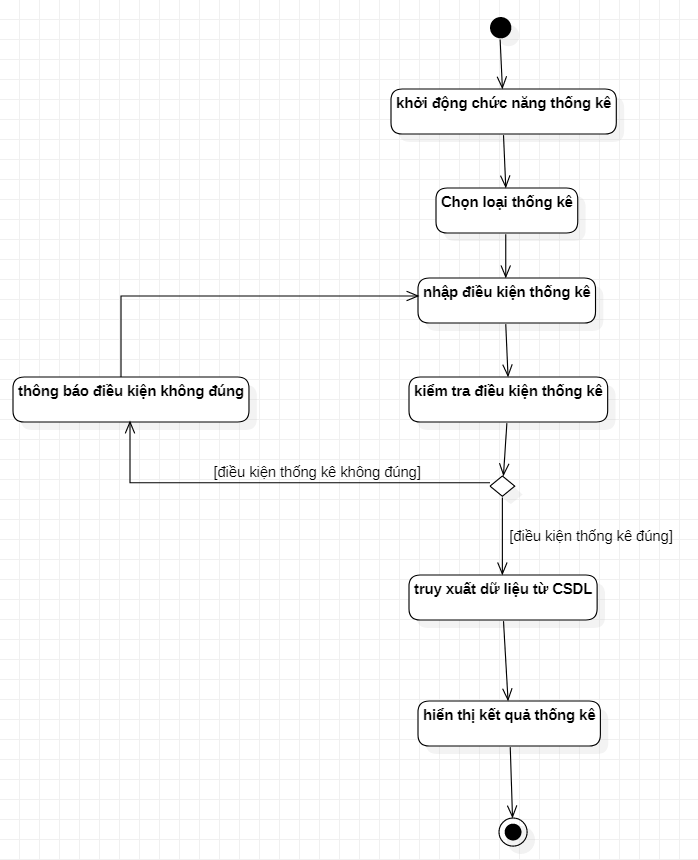 khởi động chức năng thống kê
Chọn loại thống kê
nhập điều kiện thống kê
thông báo điều kiện không đúng
kiểm tra điều kiện thống kê
[điều kiện thống kê không đúng]
[điều kiện thống kê đúng]
truy xuất dữ liệu từ CSDL
hiển thị kết quả thống kê